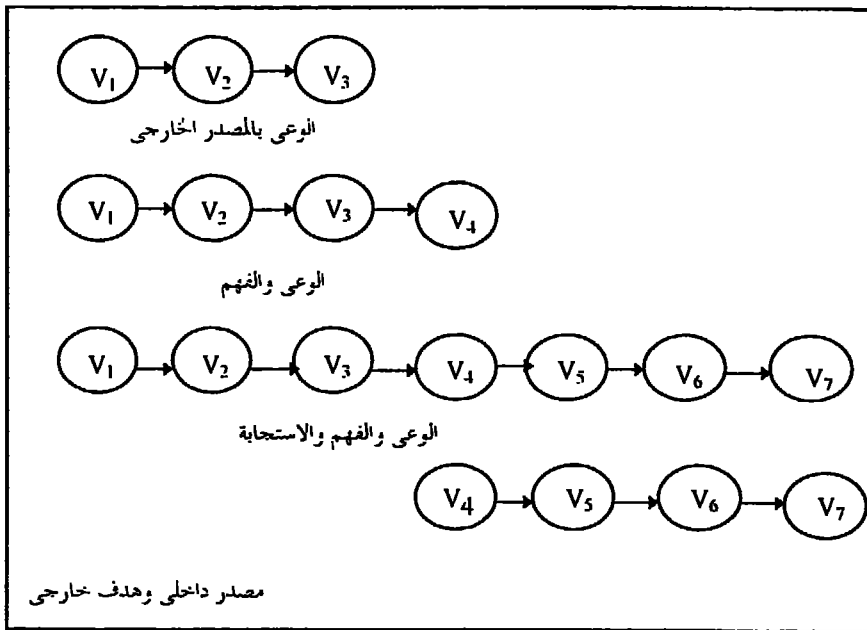 V₁ V₂ V₃
الوعى بالمصدر الخارجى
V₁ V₂ V₃ V₄
الوعى والفهم
V₁ V₂ V₃ V₄ V₅ V₆ V₇
الوعى والفهم والاستجابة
V₄ V₅ V₆ V₇
مصدر داخلى وهدف خارجى